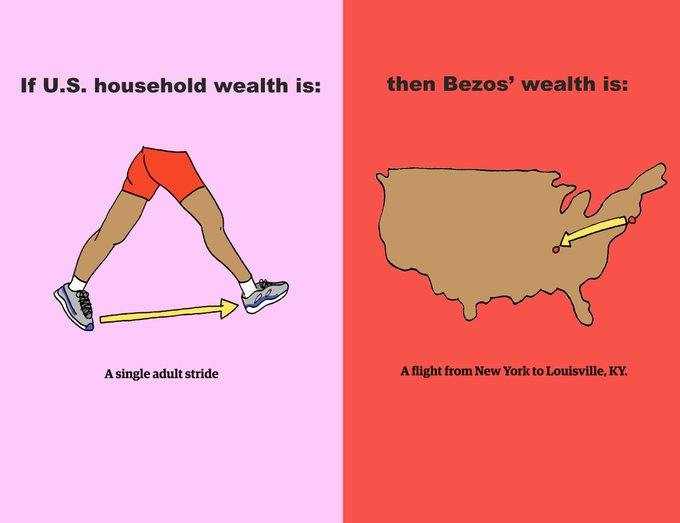 If U.S. household wealth is:
A single adult stride
then Bezos’ wealth is:
A flight from New York to Louisville, KY.